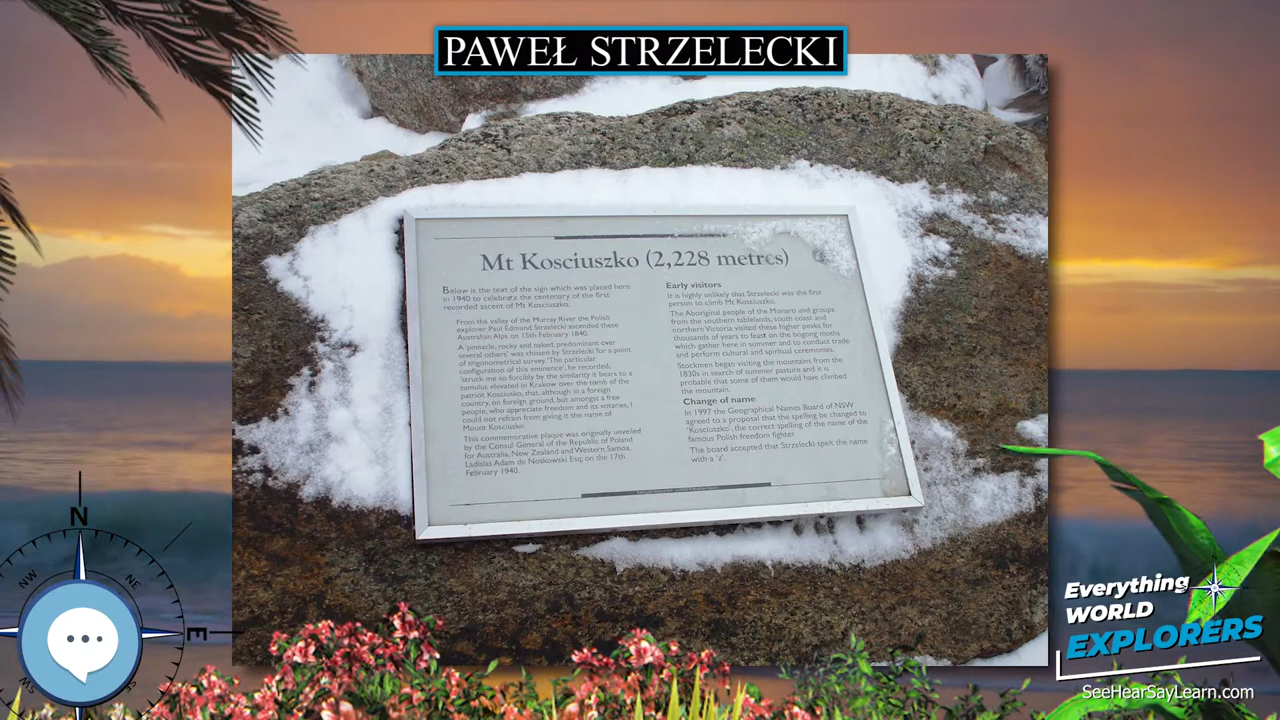 PAWEŁ STRZELECKI
Mt Kosciuszko (2,228 metres)
Below is the text of the sign which was placed here
in 1940 to celebrate the centenary of the first
recorded ascent of Mt Kosciuszko.
From the valley of the Murray River the Polish
explorer Paul Edmund Strzelecki ascended these
Australian Alps on 15th February 1840.
A 'pinnacle, rocky and naked, predominant over
several others' was chosen by Strzelecki for a point
of trigonometrical survey. 'The particular
configuration of this eminence', he recorded,
'struck me so forcibly by the similarity it bears to a
tumulus elevated in Krakow over the tomb of the
patriot Kosciusko, that, although in a foreign
country, on foreign ground, but amongst a free
people, who appreciate freedom and its votaries, I
could not refrain from giving it the name of
Mount Kosciusko.
This commemorative plaque was originally unveiled
by the Consul General of the Republic of Poland
for Australia, New Zealand and Western Samoa,
Ladislas Adam de Noskowski Esq; on the 17th
February 1940.
Early visitors
It is highly unlikely that Strzelecki was the first
person to climb Mt Kosciuszko.
The Aboriginal people of the Monaro and groups
from the southern tablelands, south coast and
northern Victoria visited these higher peaks for
thousands of years to feast on the bogong moths
which gather here in summer and to conduct trade
and perform cultural and spiritual ceremonies.
Stockmen began visiting the mountains from the
1830s in search of summer pasture and it is
probable that some of them would have climbed
the mountain.
Change of name
In 1997 the Geographical Names Board of NSW
agreed to a proposal that the spelling be changed to
'Kosciuszko', the correct spelling of the name of the
famous Polish freedom fighter.
The board accepted that Strzelecki spelt the name
with a 'z'.
N
NW
NE
E
SW
SE
Everything
WORLD
EXPLORERS
SeeHearSayLearn.com